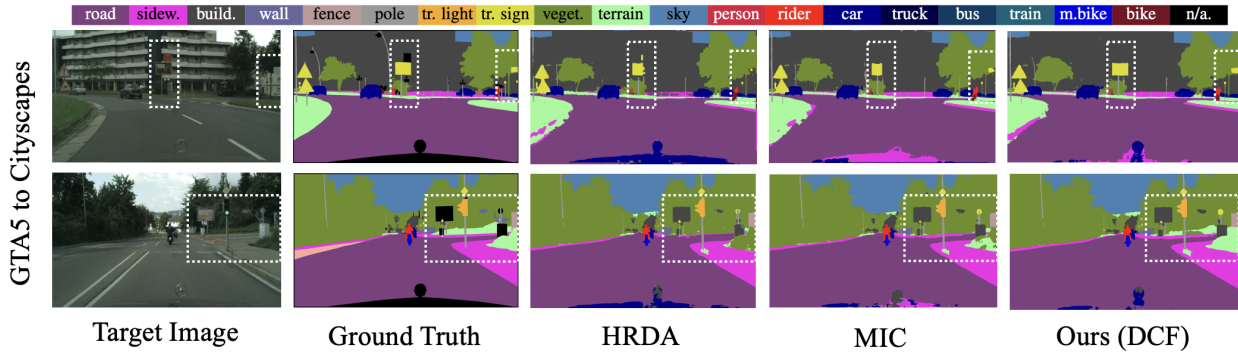 road sidew. build. wall fence pole tr. light tr. sign veget. terrain sky person rider car truck bus train m.bike bike n/a.
GTA5 to Cityscapes
Target Image Ground Truth HRDA MIC Ours (DCF)